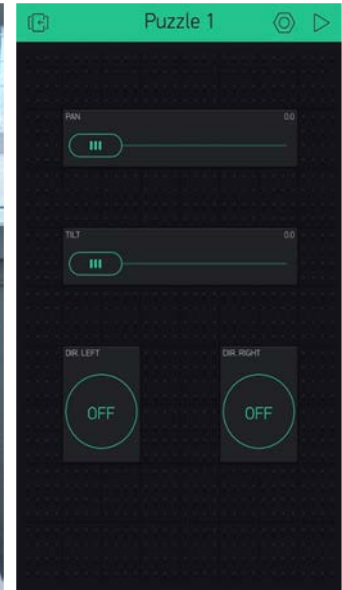 Puzzle 1
PAN 0.0
TILT 0.0
DIR. LEFT DIR. RIGHT
OFF OFF